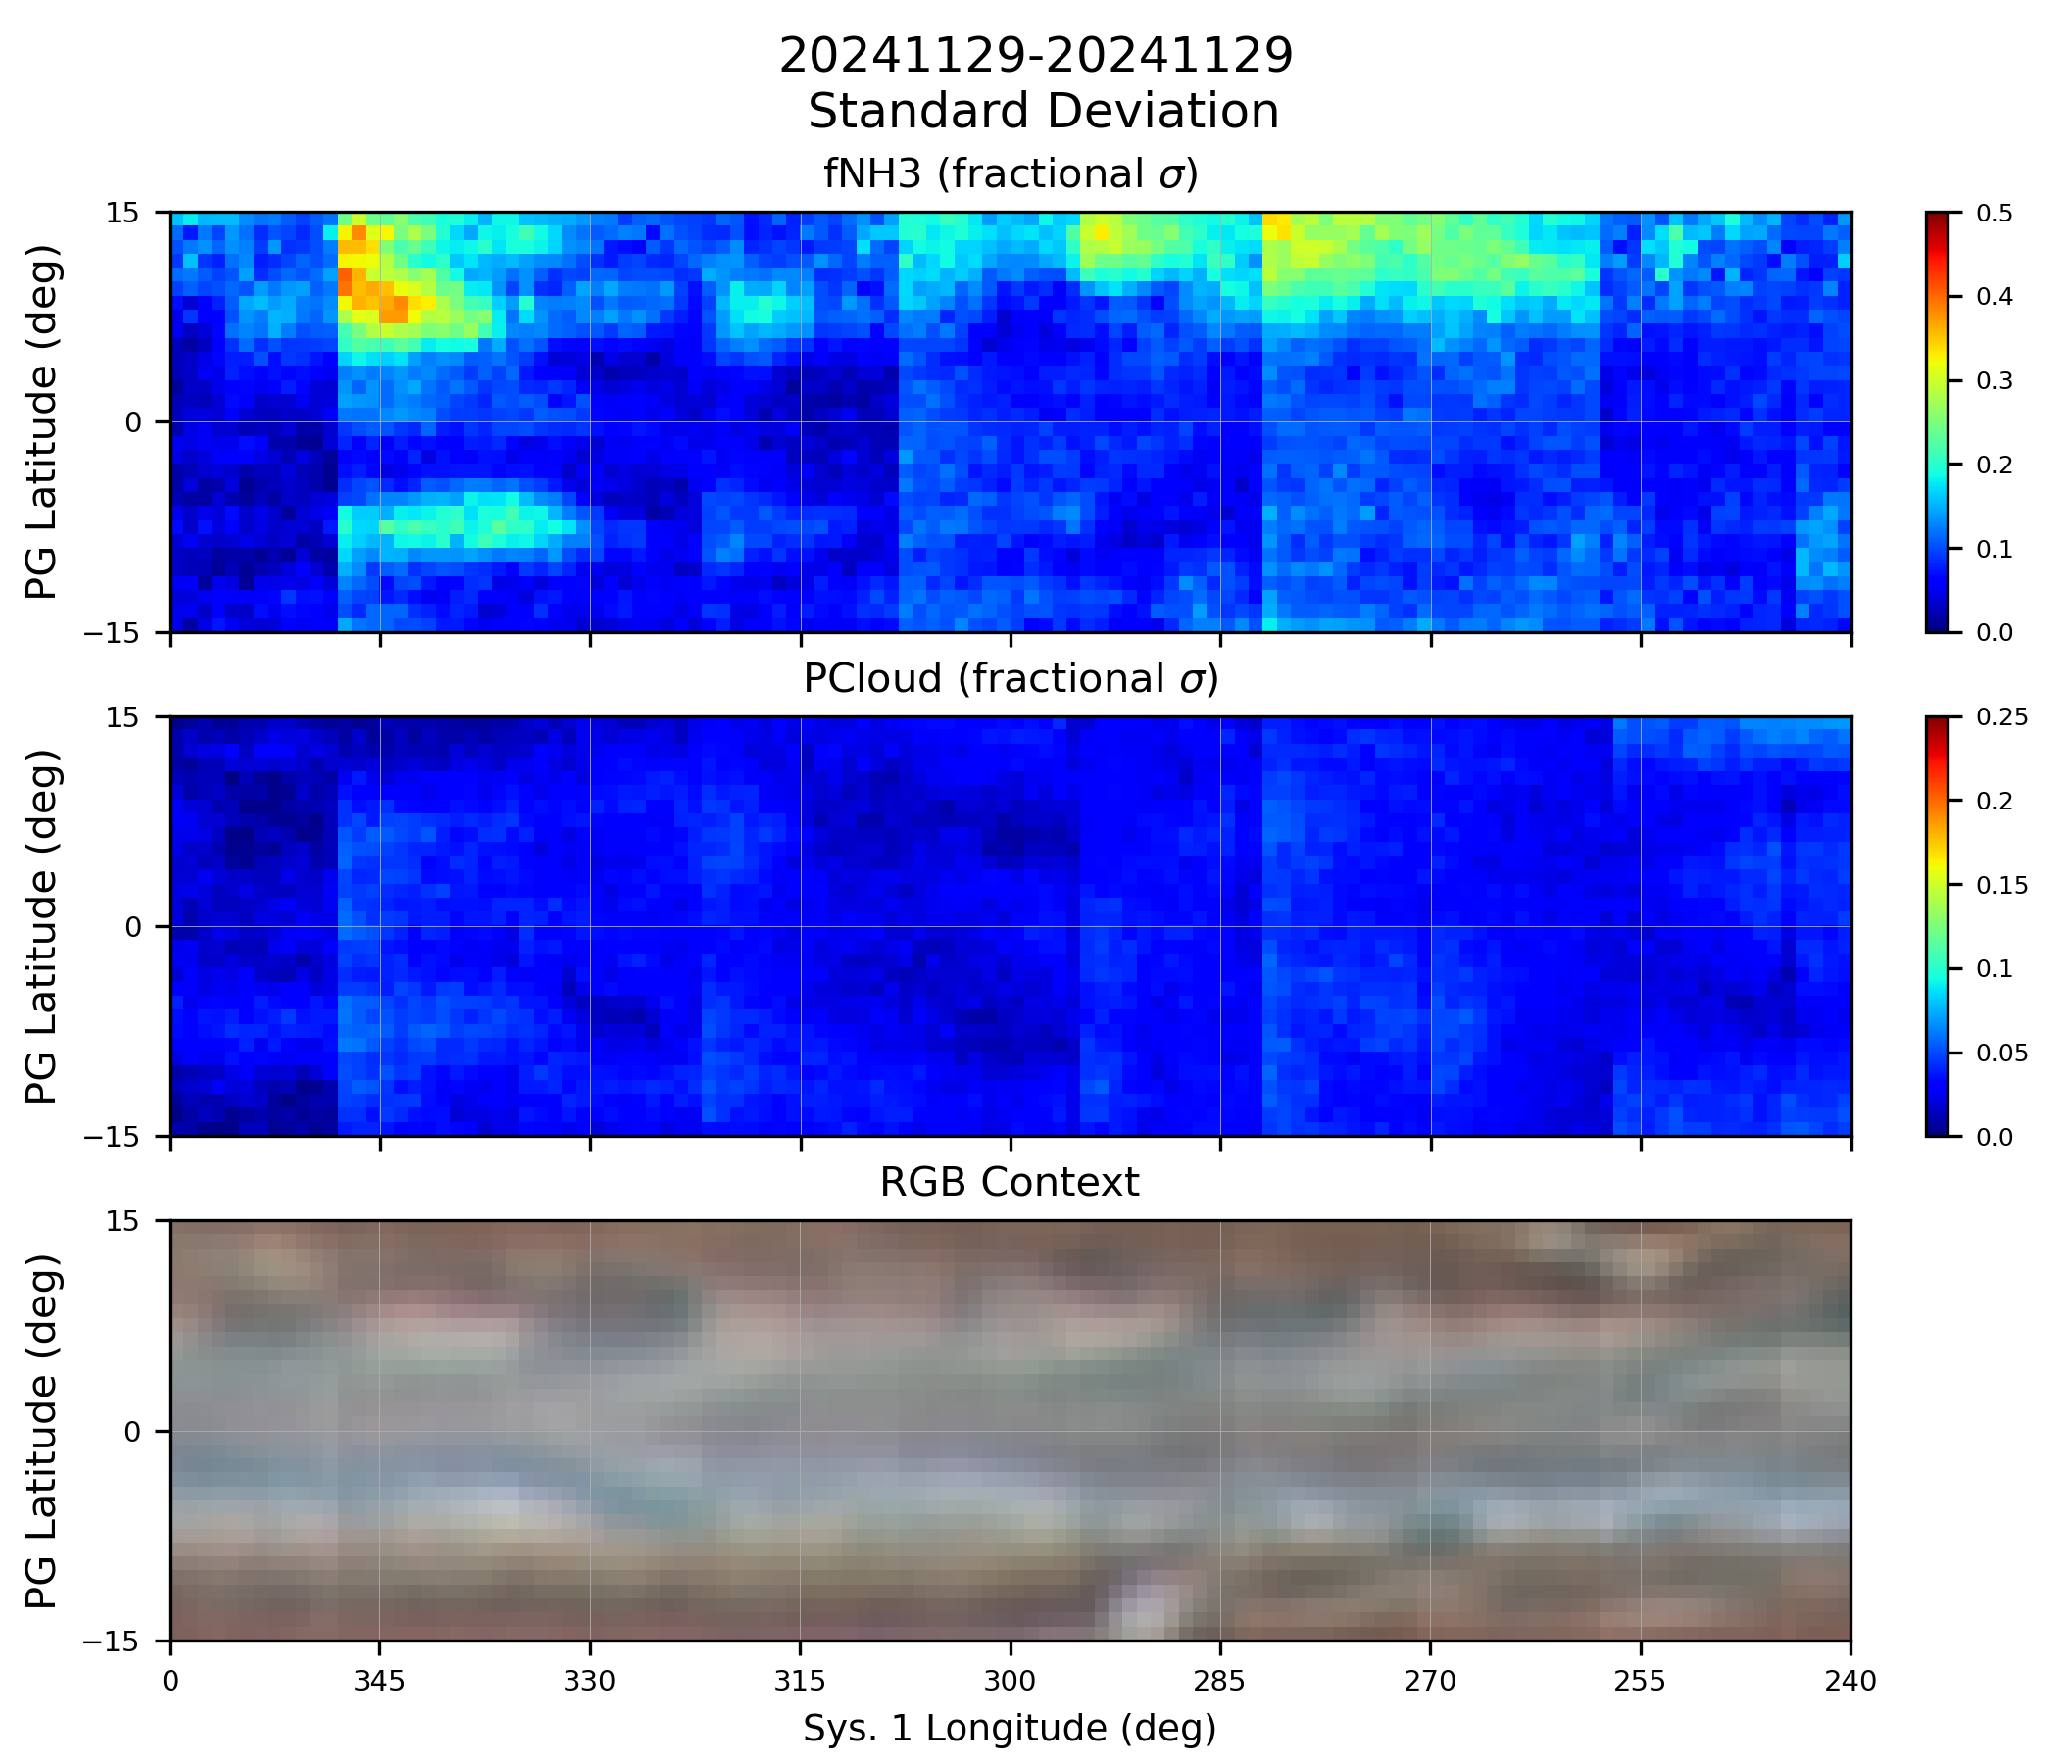 20241129-20241129
Standard Deviation
fNH3 (fractional σ)
PG Latitude (deg)
15
0
−15
0.5
0.4
0.3
0.2
0.1
0.0
PCloud (fractional σ)
PG Latitude (deg)
15
0
−15
0.25
0.2
0.15
0.1
0.05
0.0
RGB Context
PG Latitude (deg)
15
0
−15
0 345 330 315 300 285 270 255 240
Sys. 1 Longitude (deg)